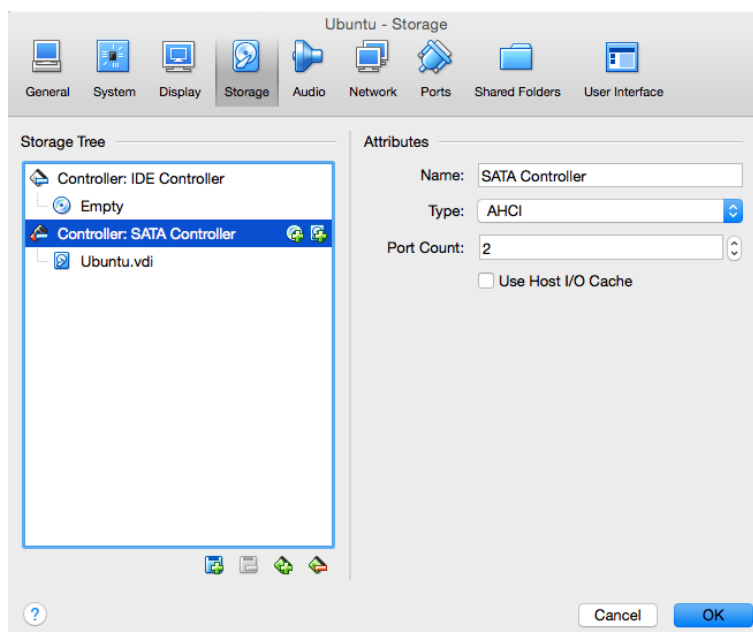 Ubuntu - Storage
General System Display Storage Audio Network Ports Shared Folders User Interface
Storage Tree
Controller: IDE Controller
Empty
Controller: SATA Controller
Ubuntu.vdi
Attributes
Name: SATA Controller
Type: AHCI
Port Count: 2
Use Host I/O Cache
?
Cancel OK